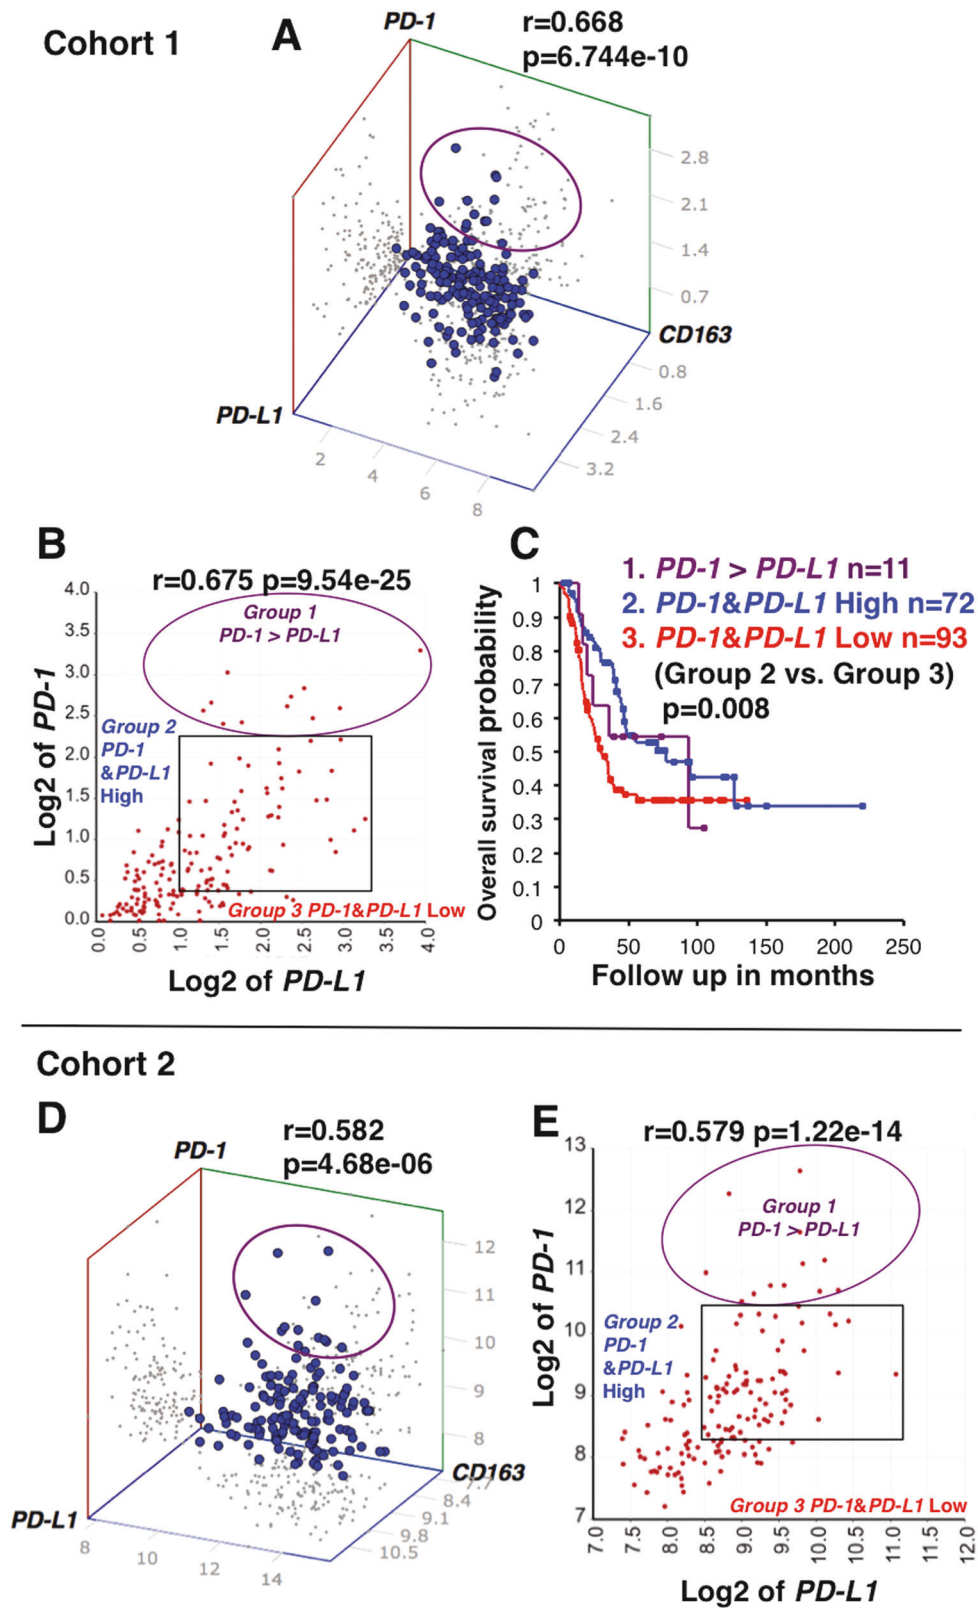 Cohort 1
A
r=0.668
p=6.744e-10
PD-1
2.8
2.1
1.4
0.7
CD163
0.8
1.6
2.4
3.2
PD-L1
2
4
6
8
B
r=0.675 p=9.54e-25
Group 1
PD-1 > PD-L1
Group 2
PD-1
&PD-L1
High
Group 3 PD-1&PD-L1 Low
Log2 of PD-1
4.0
3.5
3.0
2.5
2.0
1.5
1.0
0.5
0.0
0.0 0.5 1.0 1.5 2.0 2.5 3.0 3.5 4.0
Log2 of PD-L1
C
1. PD-1 > PD-L1 n=11
2. PD-1&PD-L1 High n=72
3. PD-1&PD-L1 Low n=93
(Group 2 vs. Group 3)
p=0.008
Overall survival probability
1
0.9
0.8
0.7
0.6
0.5
0.4
0.3
0.2
0.1
0
0 50 100 150 200 250
Follow up in months
Cohort 2
D
r=0.582
p=4.68e-06
PD-1
12
11
10
9
8
CD163
7.7
8.4
9.1
9.8
10.5
PD-L1
8
10
12
14
E
r=0.579 p=1.22e-14
Group 1
PD-1 > PD-L1
Group 2
PD-1
&PD-L1
High
Group 3 PD-1&PD-L1 Low
Log2 of PD-1
13
12
11
10
9
8
7
7.0 7.5 8.0 8.5 9.0 9.5 10.0 10.5 11.0 11.5 12.0
Log2 of PD-L1